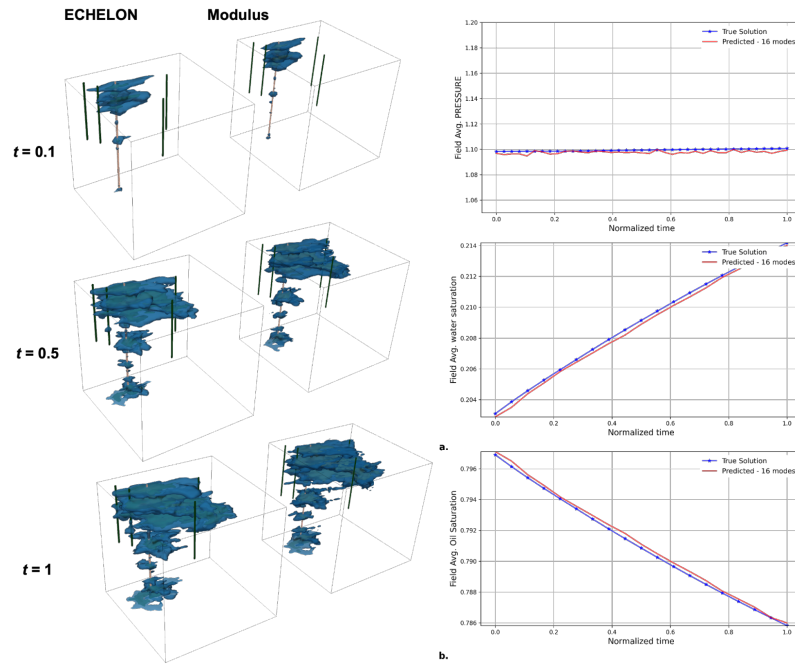 ECHELON
Modulus
t = 0.1
t = 0.5
t = 1
1.20
1.18
1.16
1.14
1.12
1.10
1.08
1.06
Field Avg. PRESSURE
True Solution
Predicted - 16 modes
0.0 0.2 0.4 0.6 0.8 1.0
Normalized time
0.214
0.212
0.210
0.208
0.206
0.204
Field Avg. water saturation
True Solution
Predicted - 16 modes
0.0 0.2 0.4 0.6 0.8 1.0
Normalized time
a.
0.796
0.794
0.792
0.790
0.788
0.786
Field Avg. Oil Saturation
True Solution
Predicted - 16 modes
0.0 0.2 0.4 0.6 0.8 1.0
Normalized time
b.